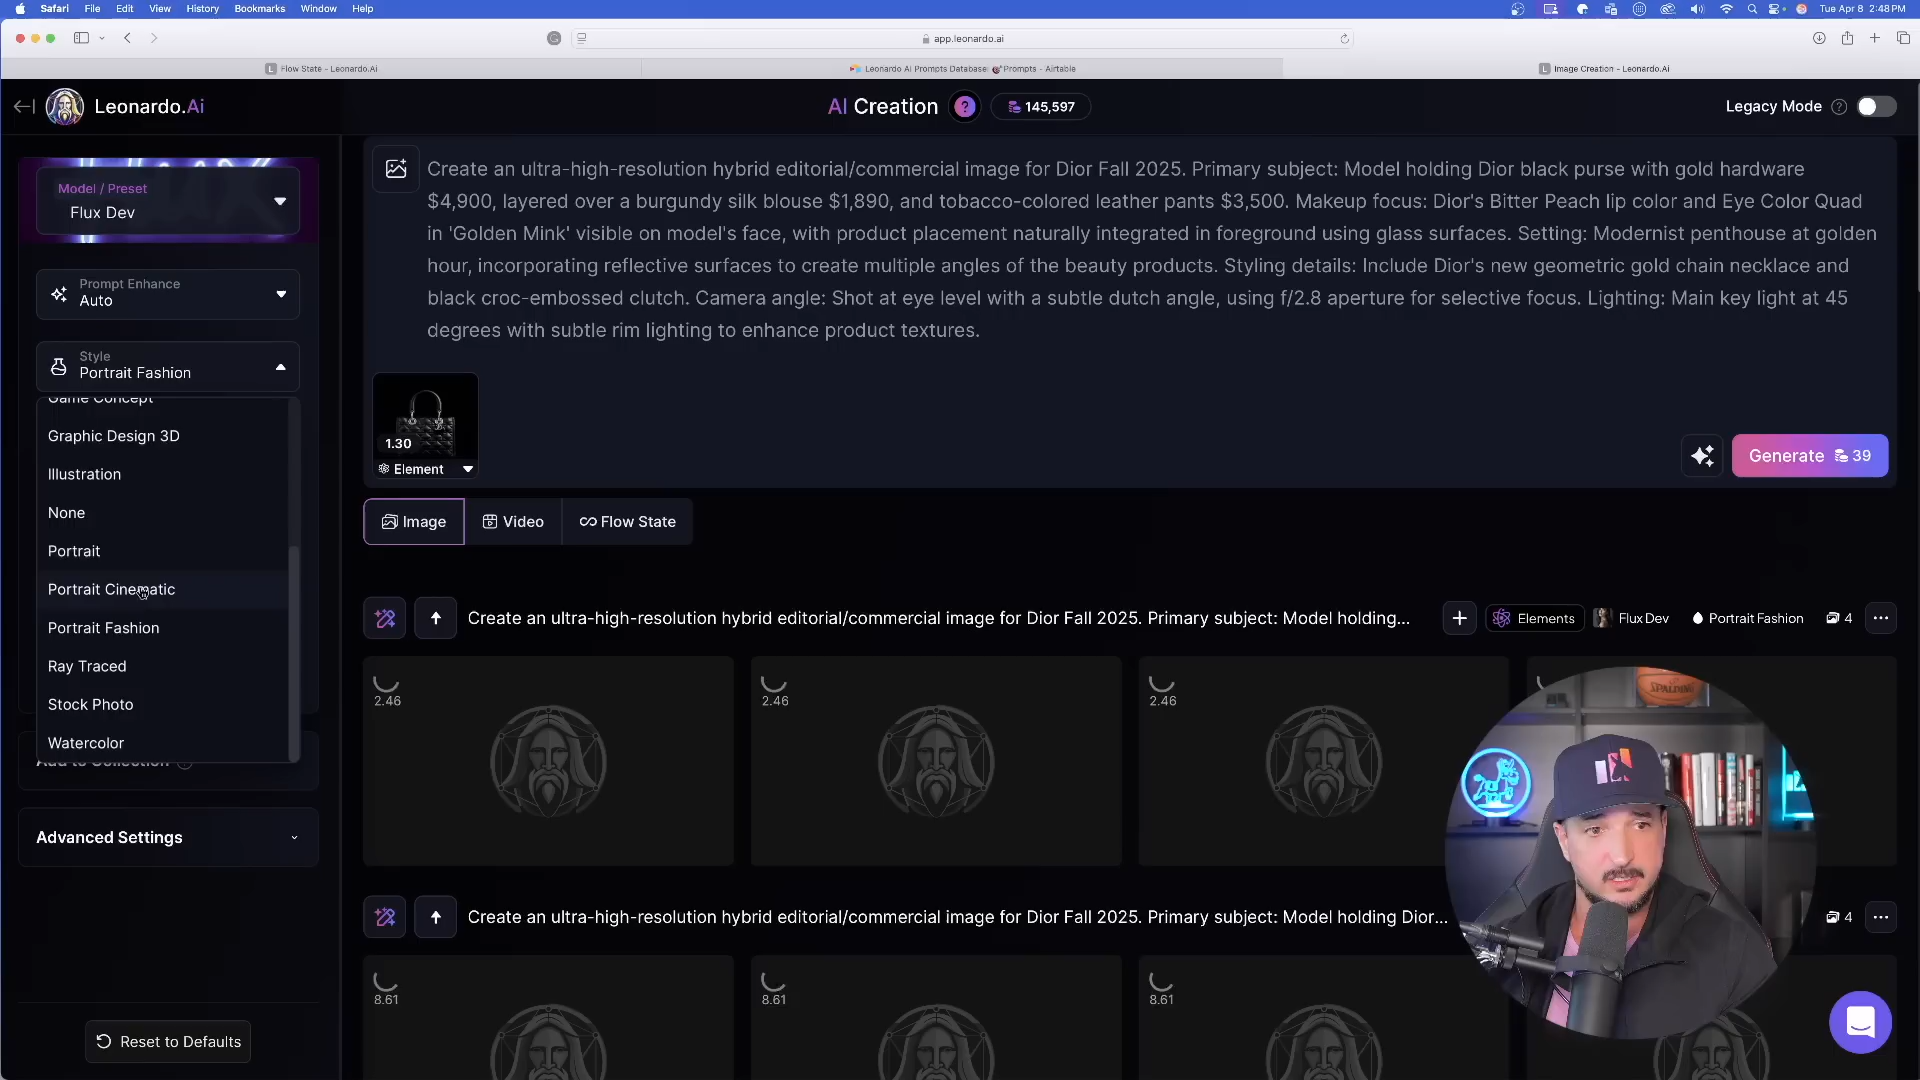 Safari File Edit View History Bookmarks Window Help
Tue Apr 8 2:48 PM
app.leonardo.ai
Flow State - Leonardo.Ai
Leonardo AI Prompts Database: Prompts - Airtable
Image Creation - Leonardo.Ai
Leonardo.Ai
AI Creation
?
145,597
Legacy Mode ?
Model / Preset
Flux Dev
Prompt Enhance
Auto
Style
Portrait Fashion
Game Concept
Graphic Design 3D
Illustration
None
Portrait
Portrait Cinematic
Portrait Fashion
Ray Traced
Stock Photo
Watercolor
Add to Collection
Advanced Settings
Reset to Defaults
Create an ultra-high-resolution hybrid editorial/commercial image for Dior Fall 2025. Primary subject: Model holding Dior black purse with gold hardware
$4,900, layered over a burgundy silk blouse $1,890, and tobacco-colored leather pants $3,500. Makeup focus: Dior's Bitter Peach lip color and Eye Color Quad
in 'Golden Mink' visible on model's face, with product placement naturally integrated in foreground using glass surfaces. Setting: Modernist penthouse at golden
hour, incorporating reflective surfaces to create multiple angles of the beauty products. Styling details: Include Dior's new geometric gold chain necklace and
black croc-embossed clutch. Camera angle: Shot at eye level with a subtle dutch angle, using f/2.8 aperture for selective focus. Lighting: Main key light at 45
degrees with subtle rim lighting to enhance product textures.
1.30
Element
Generate 39
Image Video Flow State
Create an ultra-high-resolution hybrid editorial/commercial image for Dior Fall 2025. Primary subject: Model holding...
Elements Flux Dev Portrait Fashion 4
2.46 2.46 2.46
SPALDING
Create an ultra-high-resolution hybrid editorial/commercial image for Dior Fall 2025. Primary subject: Model holding Dior...
4
8.61 8.61 8.61